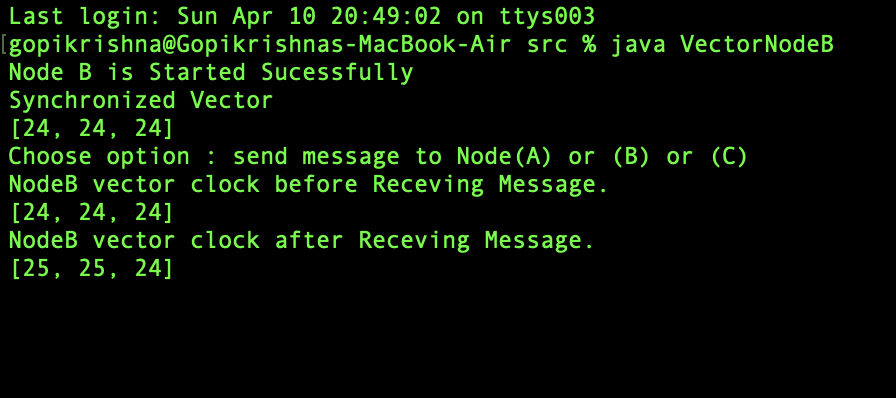 Last login: Sun Apr 10 20:49:02 on ttys003
[gopikrishna@Gopikrishnas-MacBook-Air src % java VectorNodeB
Node B is Started Sucessfully
Synchronized Vector
[24, 24, 24]
Choose option : send message to Node(A) or (B) or (C)
NodeB vector clock before Receving Message.
[24, 24, 24]
NodeB vector clock after Receving Message.
[25, 25, 24]